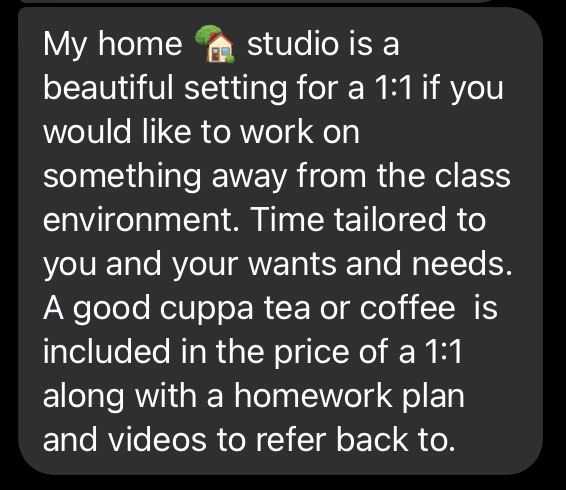 My home 🏡 studio is a
beautiful setting for a 1:1 if you
would like to work on
something away from the class
environment. Time tailored to
you and your wants and needs.
A good cuppa tea or coffee  is
included in the price of a 1:1
along with a homework plan
and videos to refer back to.